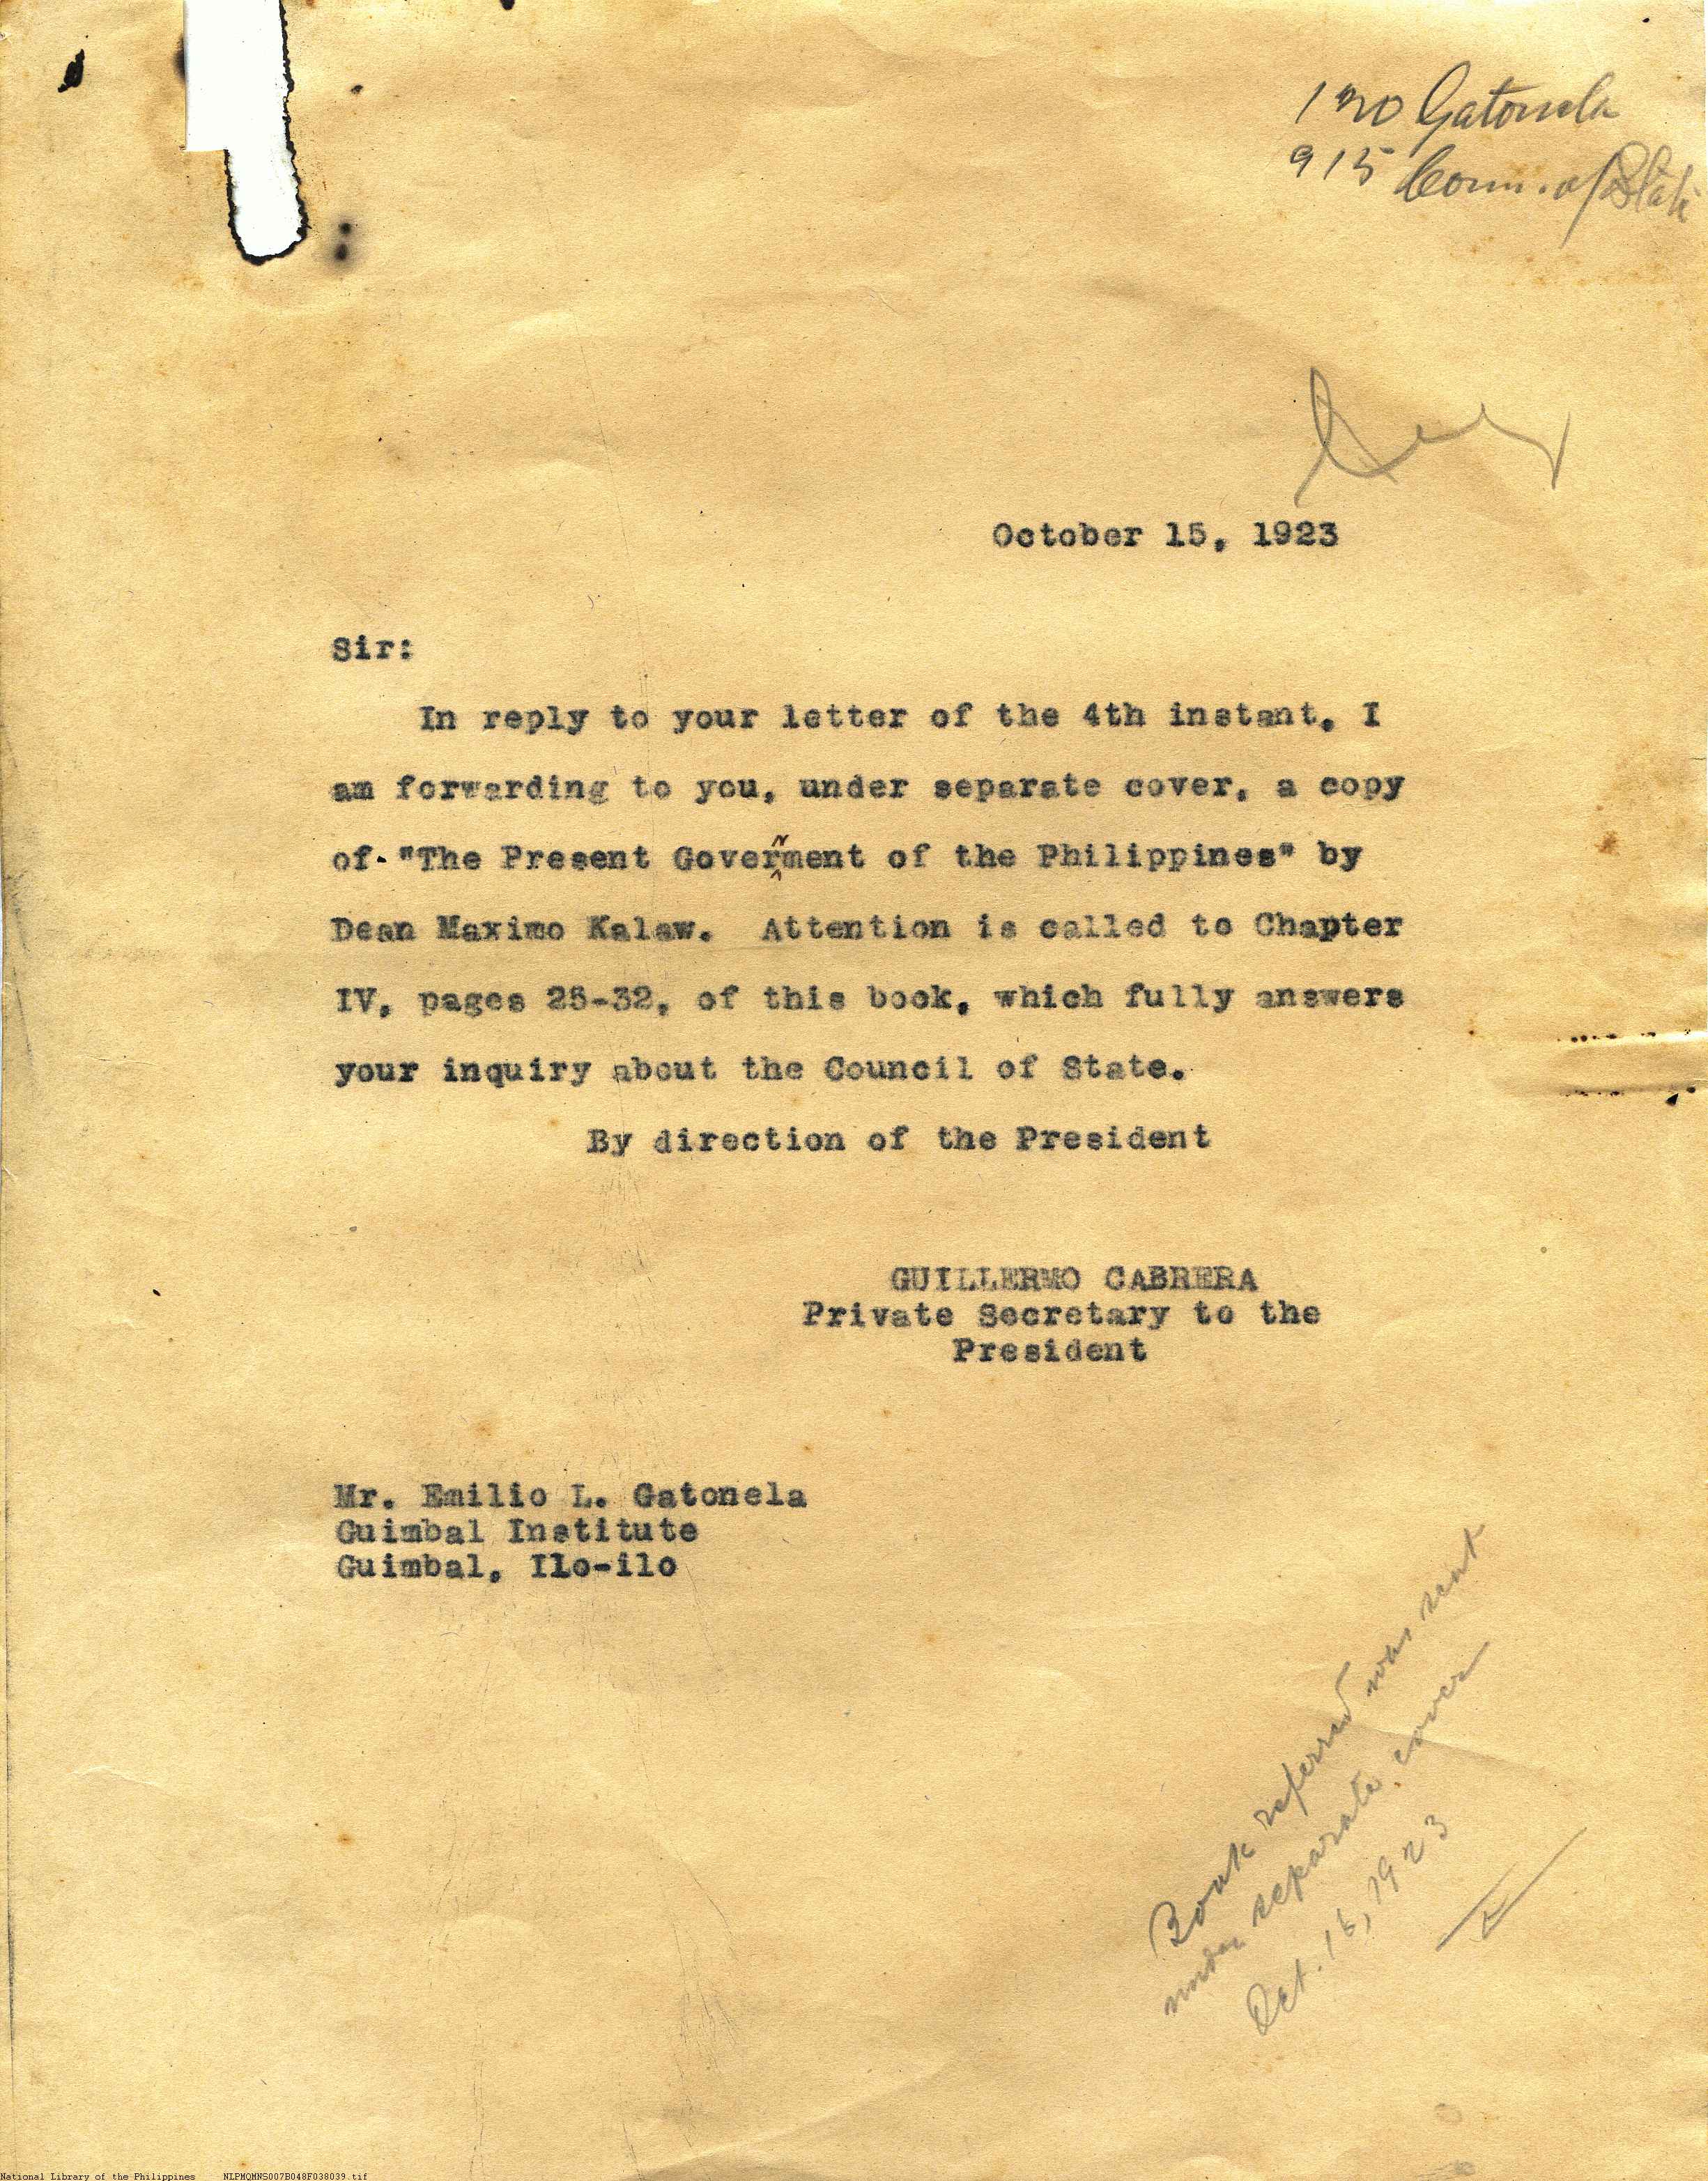 120 Gatonela
915 Coun. of State
October 15, 1923
Sir:
In reply to your letter of the 4th instant, I
am forwarding to you, under separate cover, a copy
of "The Present Government of the Philippines" by
Dean Maximo Kalaw. Attention is called to Chapter
IV, pages 25-32, of this book, which fully answers
your inquiry about the Council of State.
By direction of the President
GUILLERMO CABRERA
Private Secretary to the
President
Mr. Emilio L. Gatonela
Guimbal Institute
Guimbal, Ilo-ilo
Book referred was sent
under separate cover
Oct. 16, 1923
National Library of the Philippines NLPMQMNS007B048F038039.tif